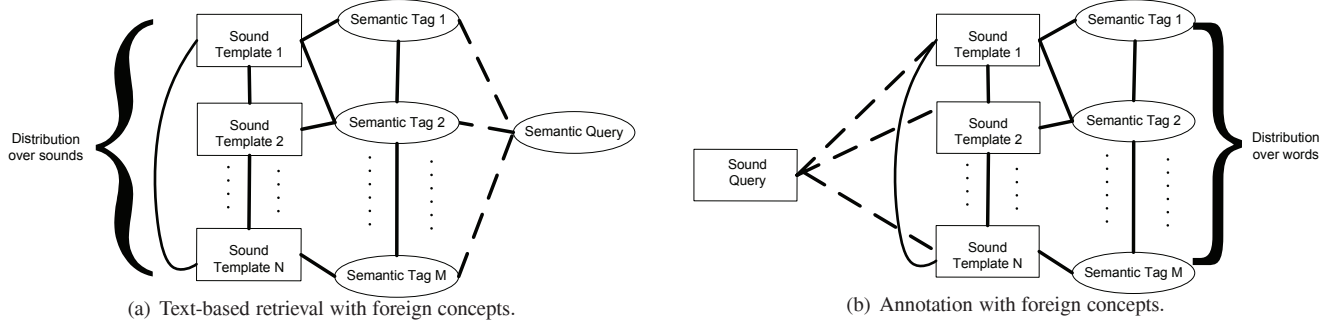 Distribution
over sounds
Sound
Template 1
Sound
Template 2
Sound
Template N
Semantic Tag 1
Semantic Tag 2
Semantic Tag M
Semantic Query
(a) Text-based retrieval with foreign concepts.
Sound
Query
Sound
Template 1
Sound
Template 2
Sound
Template N
Semantic Tag 1
Semantic Tag 2
Semantic Tag M
Distribution
over words
(b) Annotation with foreign concepts.